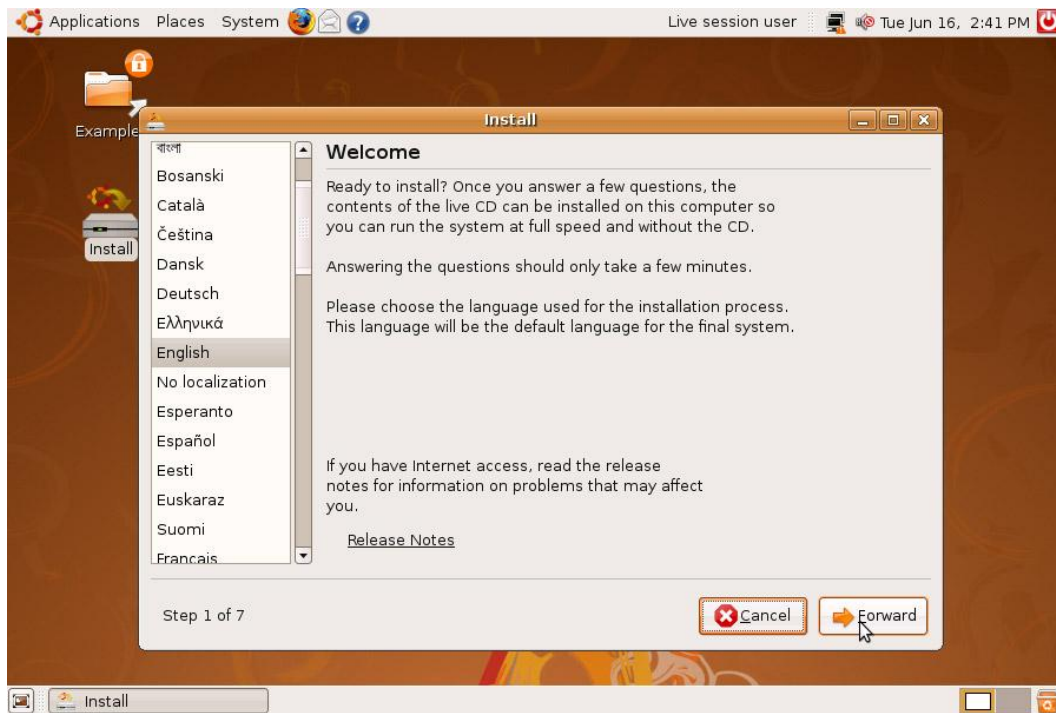 Applications Places System Live session user Tue Jun 16, 2:41 PM
Example
Install
Install
বাংলা
Bosanski
Català
Čeština
Dansk
Deutsch
Ελληνικά
English
No localization
Esperanto
Español
Eesti
Euskaraz
Suomi
Français
Welcome
Ready to install? Once you answer a few questions, the
contents of the live CD can be installed on this computer so
you can run the system at full speed and without the CD.
Answering the questions should only take a few minutes.
Please choose the language used for the installation process.
This language will be the default language for the final system.
If you have Internet access, read the release
notes for information on problems that may affect
you.
Release Notes
Step 1 of 7
Cancel
Forward
Install